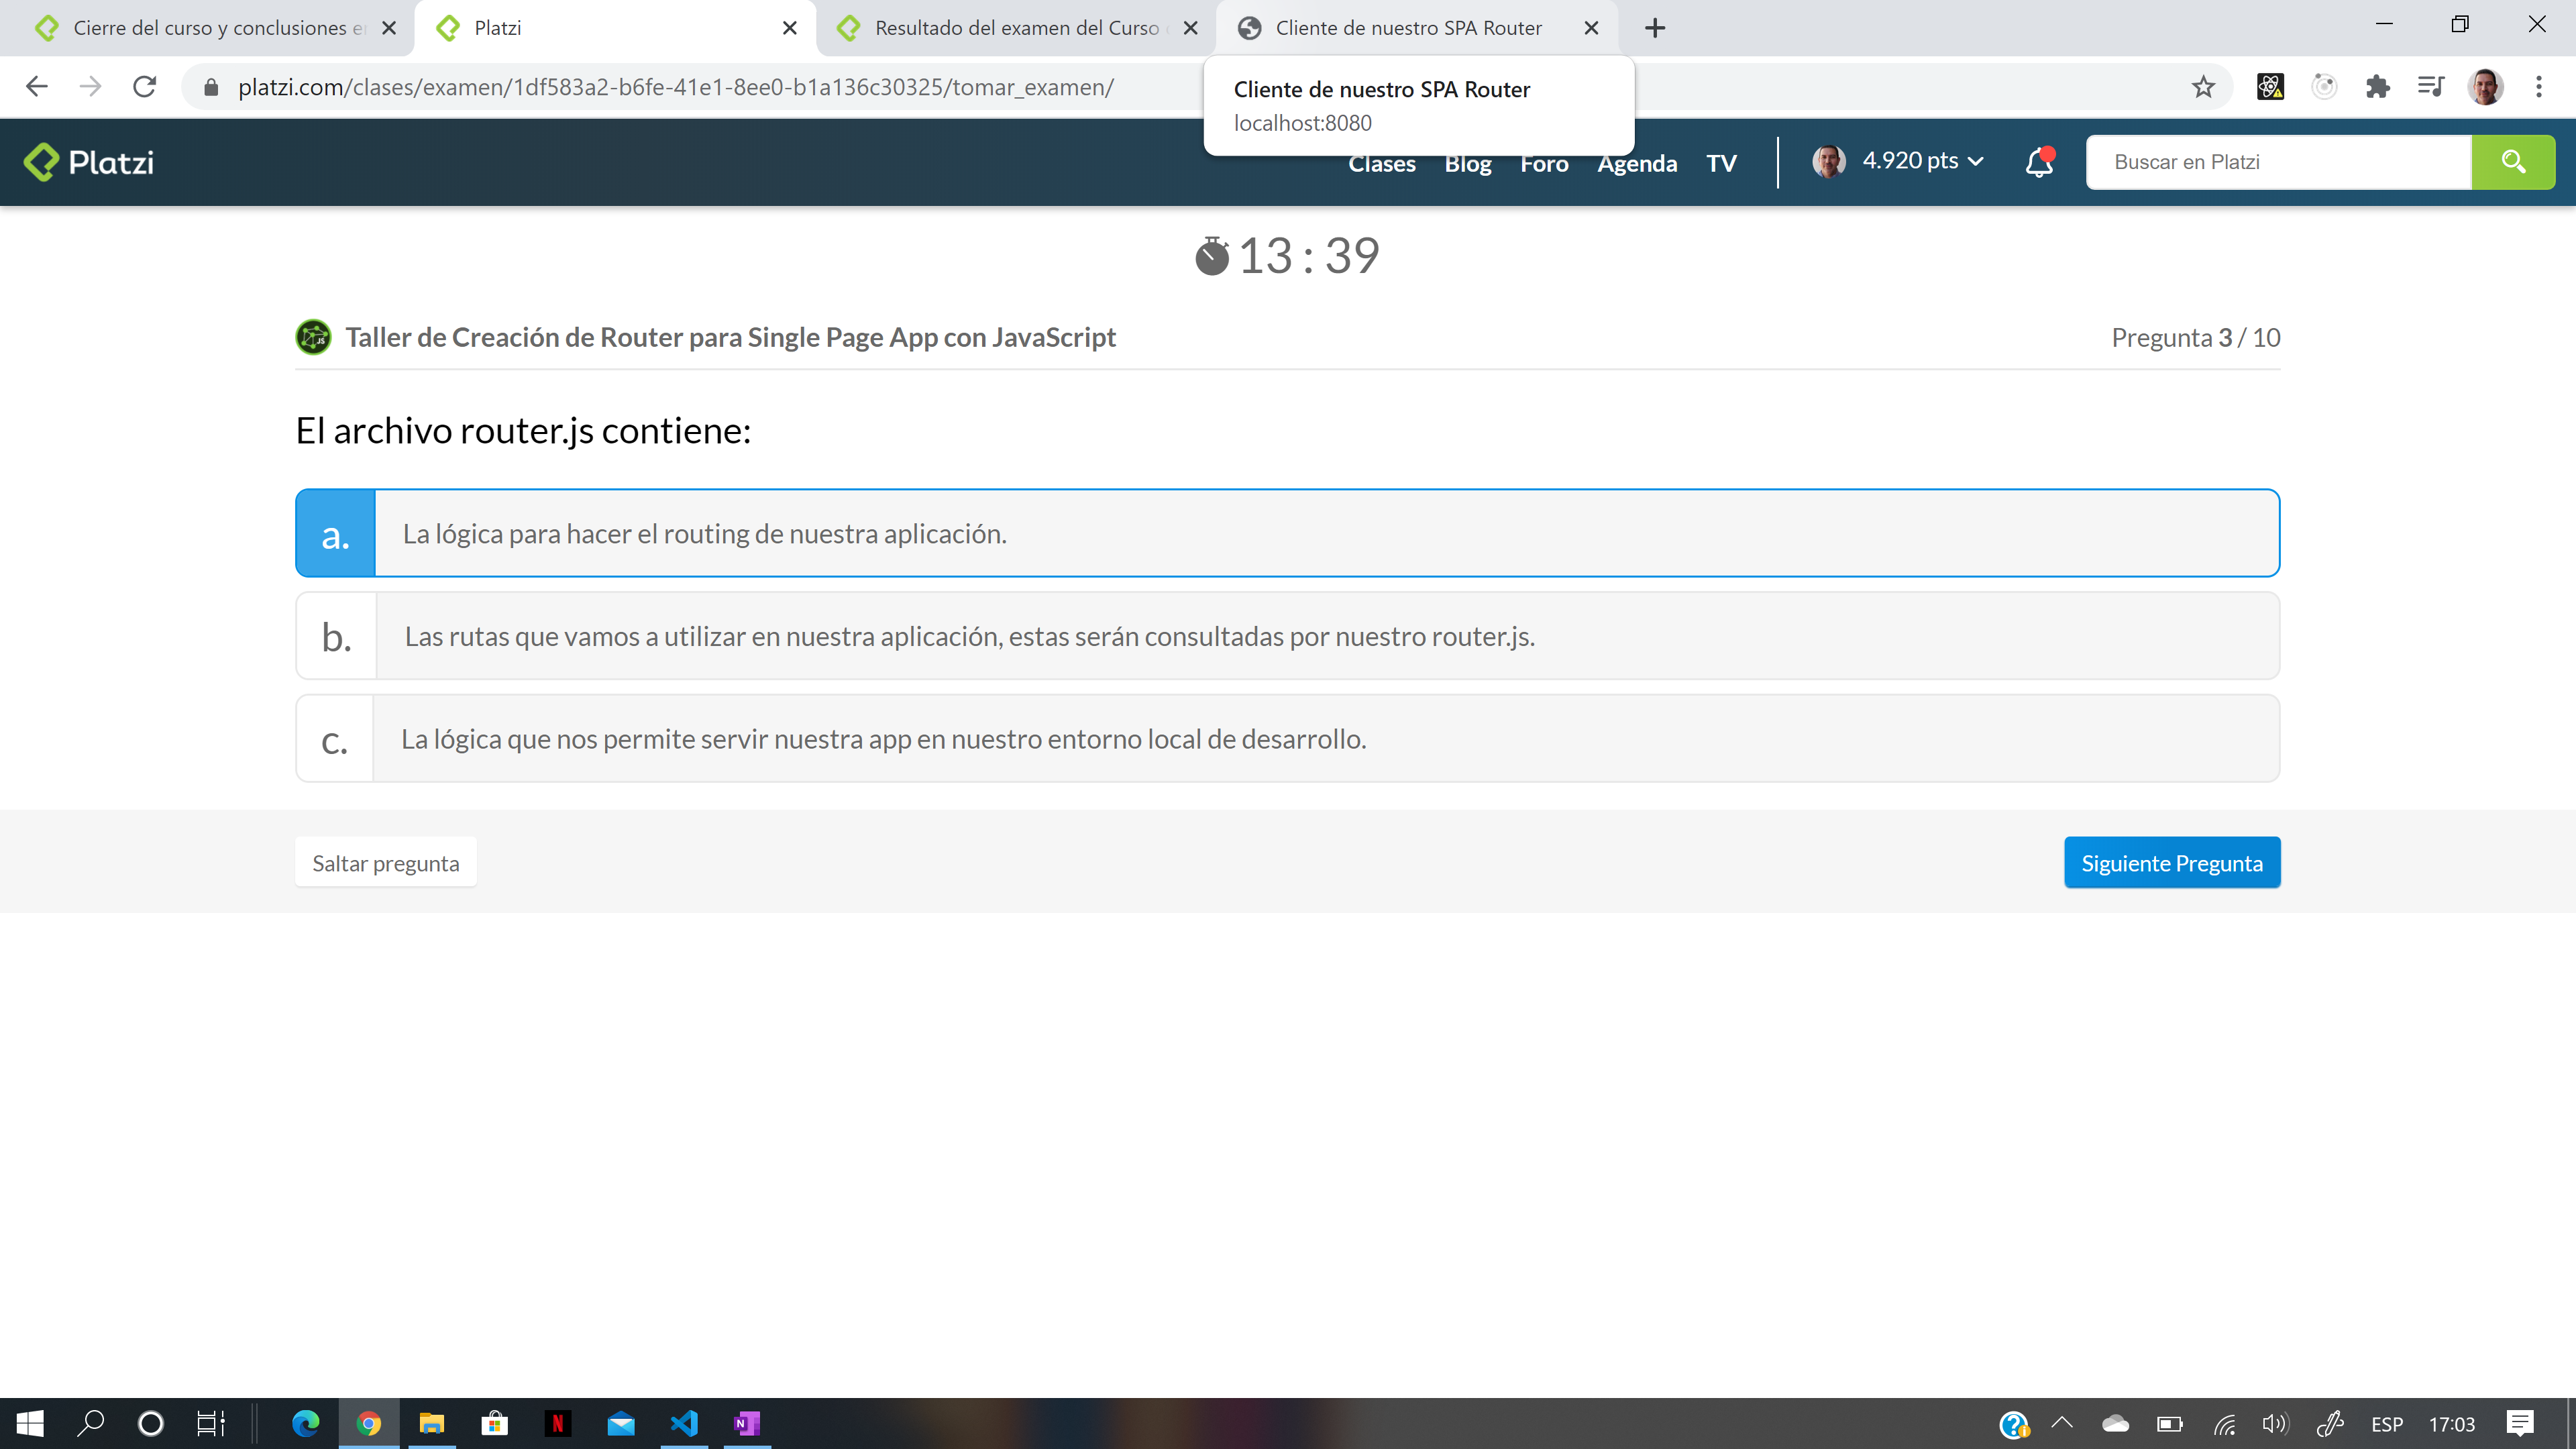 Cierre del curso y conclusiones e
Platzi
Resultado del examen del Curso
Cliente de nuestro SPA Router
platzi.com/clases/examen/1df583a2-b6fe-41e1-8ee0-b1a136c30325/tomar_examen/
Cliente de nuestro SPA Router
localhost:8080
Platzi
Clases Blog Foro Agenda TV
4.920 pts
Buscar en Platzi
13 : 39
JS
Taller de Creación de Router para Single Page App con JavaScript
Pregunta 3 / 10
El archivo router.js contiene:
a. La lógica para hacer el routing de nuestra aplicación.
b. Las rutas que vamos a utilizar en nuestra aplicación, estas serán consultadas por nuestro router.js.
c. La lógica que nos permite servir nuestra app en nuestro entorno local de desarrollo.
Saltar pregunta
Siguiente Pregunta
N
N
ESP
17:03